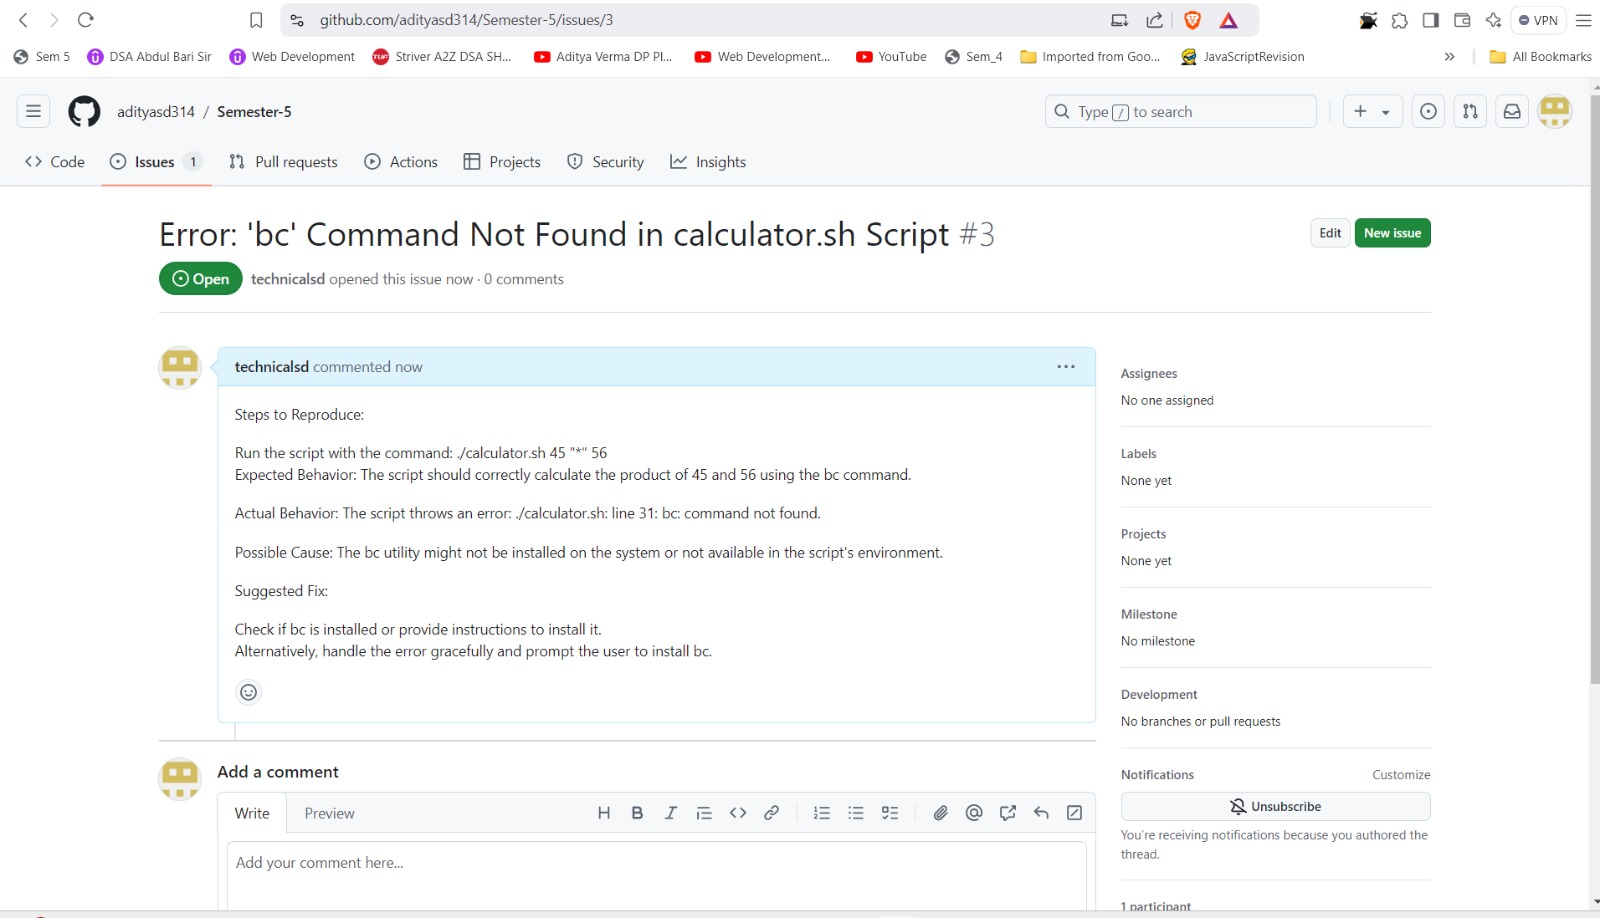 github.com/adityasd314/Semester-5/issues/3
VPN
Sem 5 DSA Abdul Bari Sir Web Development Striver A2Z DSA SH... Aditya Verma DP Pl... Web Development... YouTube Sem_4 Imported from Goo... JavaScriptRevision » All Bookmarks
adityasd314 / Semester-5
Type / to search
Code Issues 1 Pull requests Actions Projects Security Insights
Error: 'bc' Command Not Found in calculator.sh Script #3
Edit New issue
Open technicalsd opened this issue now · 0 comments
technicalsd commented now
Steps to Reproduce:
Run the script with the command: ./calculator.sh 45 "*" 56
Expected Behavior: The script should correctly calculate the product of 45 and 56 using the bc command.
Actual Behavior: The script throws an error: ./calculator.sh: line 31: bc: command not found.
Possible Cause: The bc utility might not be installed on the system or not available in the script's environment.
Suggested Fix:
Check if bc is installed or provide instructions to install it.
Alternatively, handle the error gracefully and prompt the user to install bc.
Assignees
No one assigned
Labels
None yet
Projects
None yet
Milestone
No milestone
Development
No branches or pull requests
Notifications Customize
Unsubscribe
You're receiving notifications because you authored the
thread.
1 participant
Add a comment
Write Preview
Add your comment here...